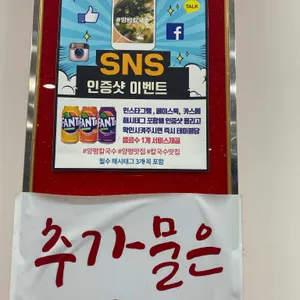 #양평칼국수
TALK
SNS
인증샷 이벤트
FANTA FANTA FANTA
인스타그램, 페이스북, 카스에
해시태그 포함해 인증샷 올리고
확인시켜주시면 즉시 테이블당
음료수 1개 서비스제공
#양평칼국수 #양평맛집 #칼국수맛집
필수 해시태그 3개 꼭 포함
추가물은